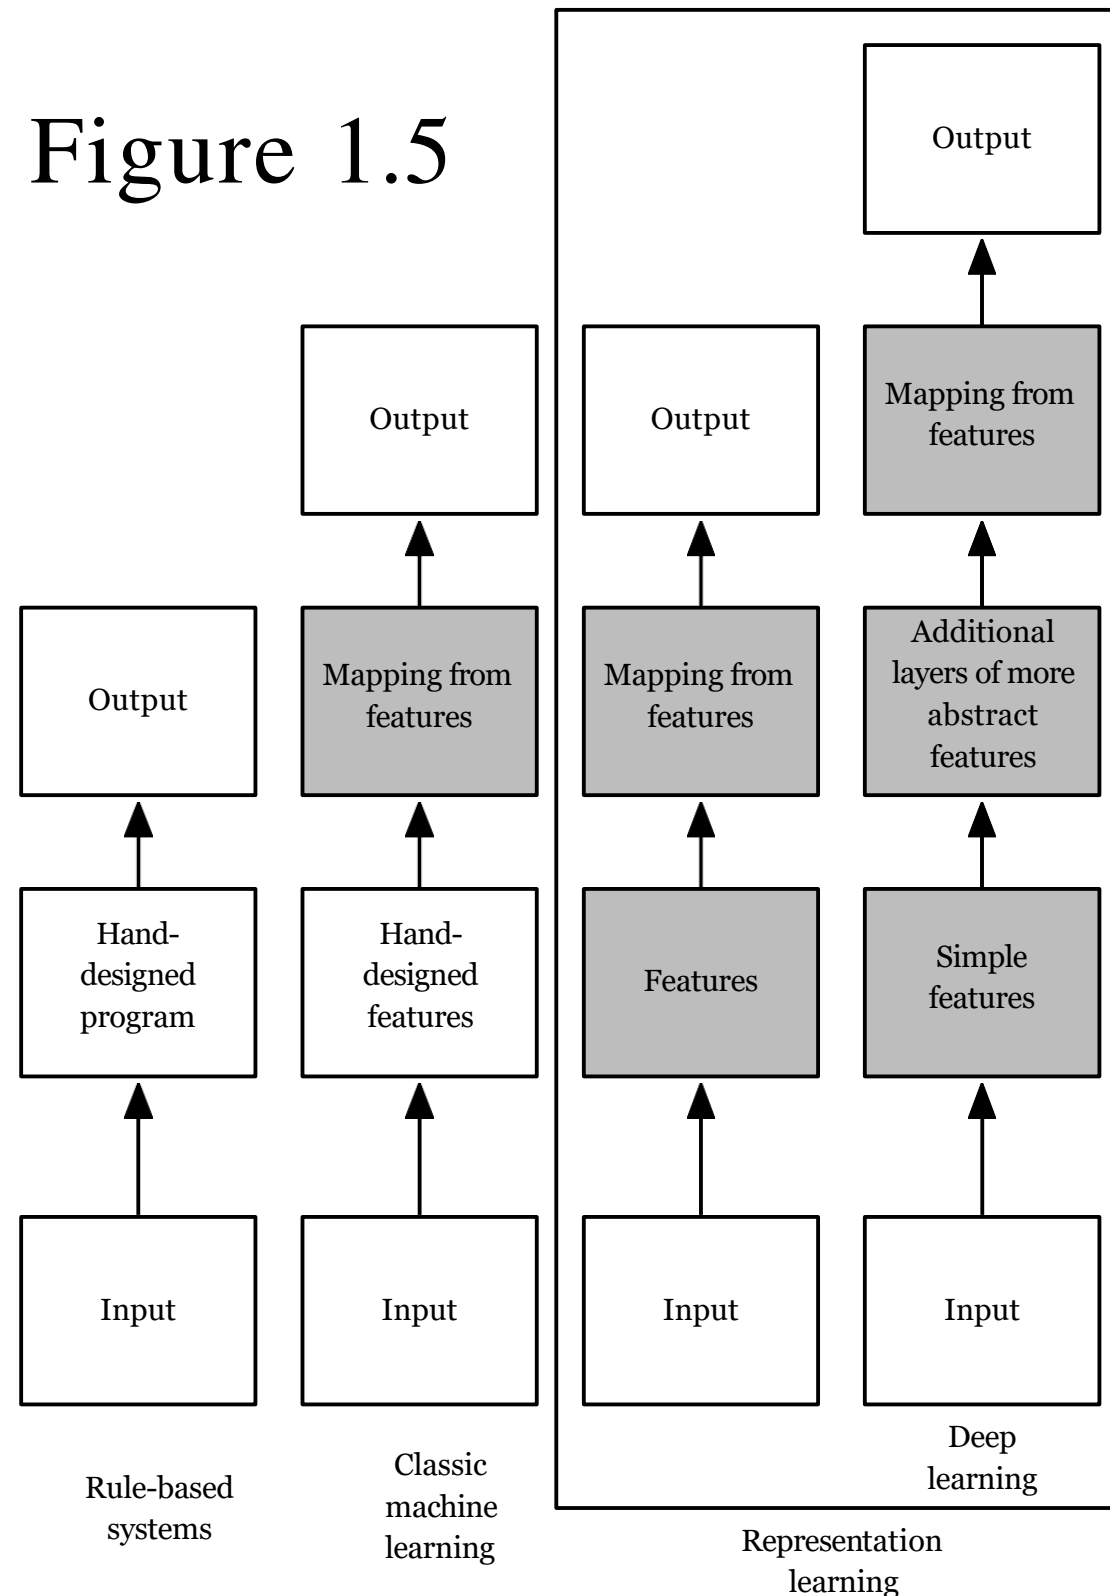 Figure 1.5
Output
Output
Output
Mapping from
features
Output
Mapping from
features
Mapping from
features
Additional
layers of more
abstract
features
Hand-
designed
program
Hand-
designed
features
Features
Simple
features
Input
Input
Input
Input
Rule-based
systems
Classic
machine
learning
Deep
learning
Representation
learning